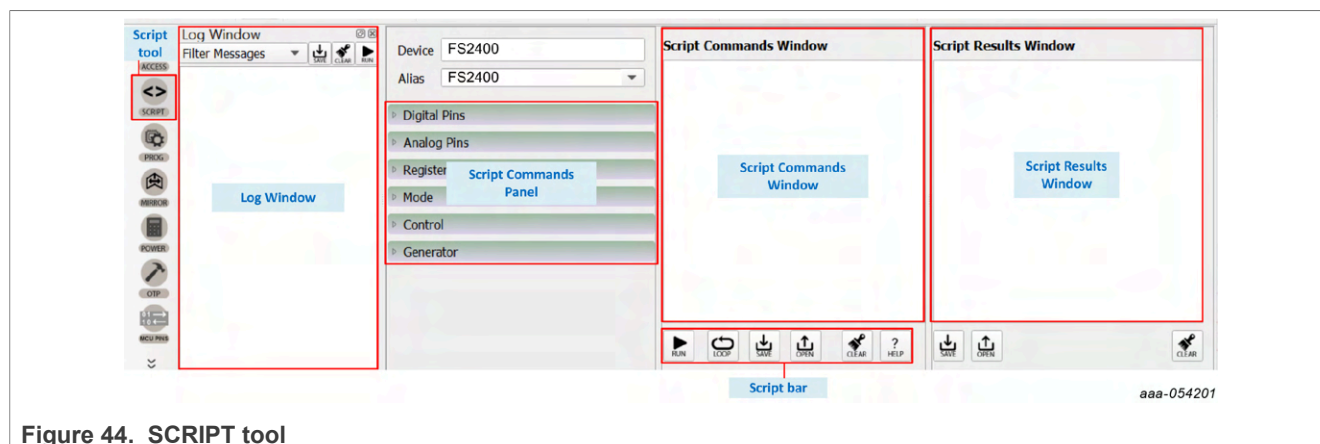 Script
tool
ACCESS
<>
SCRIPT
PROG
MIRROR
POWER
OTP
MCU PINS
Log Window
Filter Messages
SAVE
CLEAR
RUN
Log Window
Device FS2400
Alias FS2400
Digital Pins
Analog Pins
Register
Mode
Control
Generator
Script Commands
Panel
Script Commands Window
Script Commands
Window
RUN
LOOP
SAVE
OPEN
CLEAR
?
HELP
Script bar
Script Results Window
Script Results
Window
SAVE
OPEN
CLEAR
aaa-054201
Figure 44. SCRIPT tool